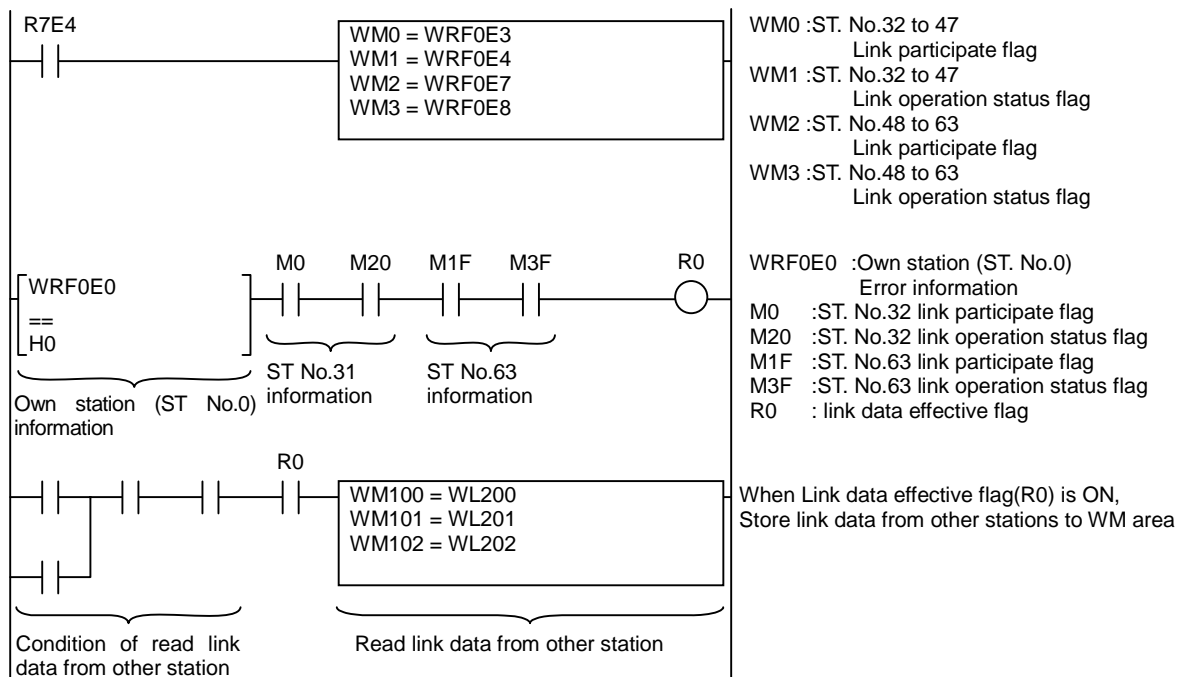 R7E4
WM0 = WRF0E3
WM1 = WRF0E4
WM2 = WRF0E7
WM3 = WRF0E8
WM0 :ST. No.32 to 47
Link participate flag
WM1 :ST. No.32 to 47
Link operation status flag
WM2 :ST. No.48 to 63
Link participate flag
WM3 :ST. No.48 to 63
Link operation status flag
WRF0E0
==
H0
M0 M20 M1F M3F R0
ST No.31
information
ST No.63
information
Own station (ST No.0)
information
WRF0E0 :Own station (ST. No.0)
Error information
M0 :ST. No.32 link participate flag
M20 :ST. No.32 link operation status flag
M1F :ST. No.63 link participate flag
M3F :ST. No.63 link operation status flag
R0 : link data effective flag
R0
WM100 = WL200
WM101 = WL201
WM102 = WL202
When Link data effective flag(R0) is ON,
Store link data from other stations to WM area
Condition of read link
data from other station
Read link data from other station